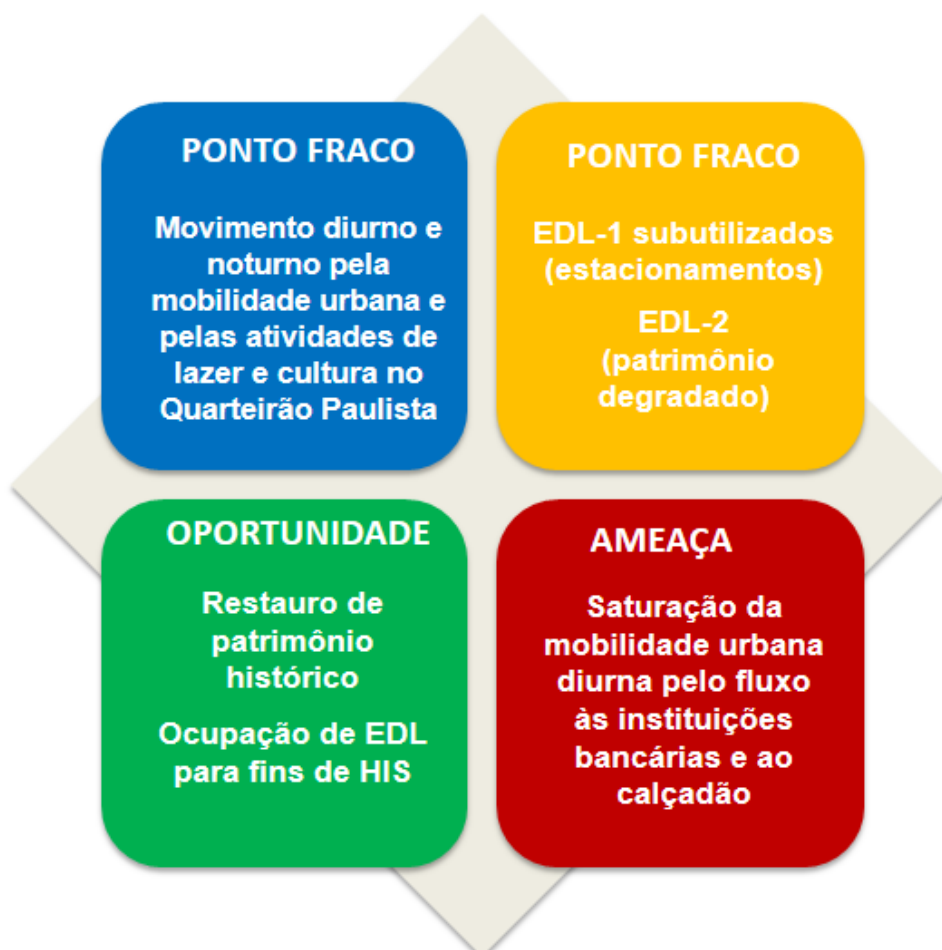 PONTO FRACO
Movimento diurno e
noturno pela
mobilidade urbana e
pelas atividades de
lazer e cultura no
Quarteirão Paulista
PONTO FRACO
EDL-1 subutilizados
(estacionamentos)
EDL-2
(patrimônio
degradado)
OPORTUNIDADE
Restauro de
patrimônio
histórico
Ocupação de EDL
para fins de HIS
AMEAÇA
Saturação da
mobilidade urbana
diurna pelo fluxo
às instituições
bancárias e ao
calçadão